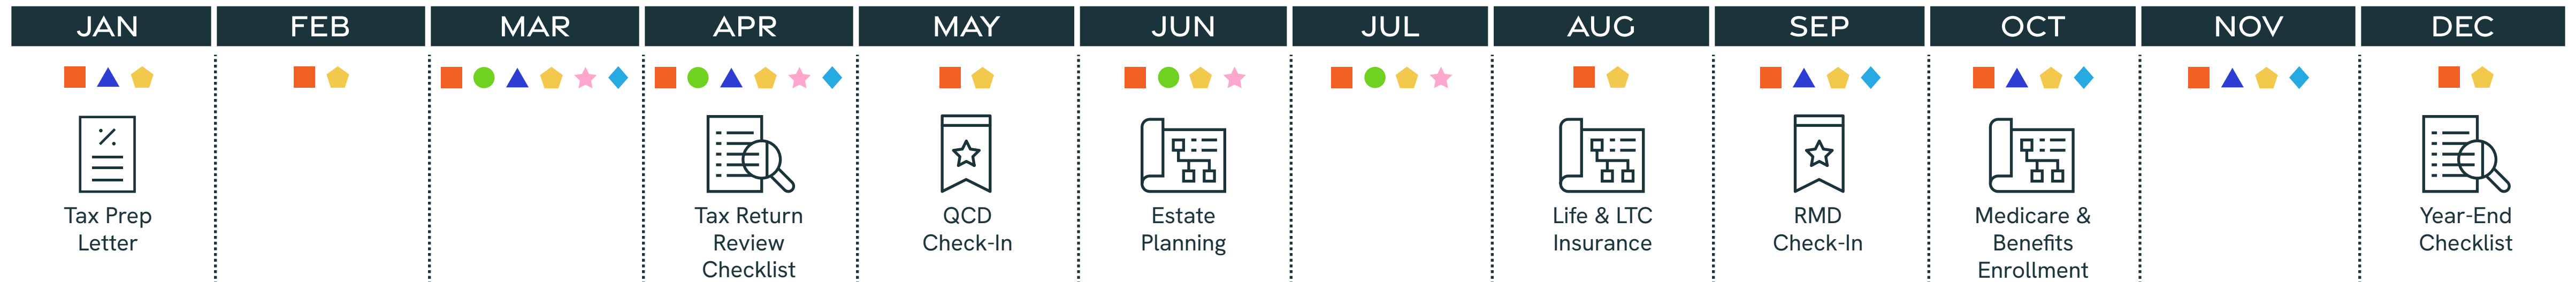 JAN FEB MAR APR MAY JUN JUL AUG SEP OCT NOV DEC
Tax Prep
Letter
Tax Return
Review
Checklist
QCD
Check-In
Estate
Planning
Life & LTC
Insurance
RMD
Check-In
Medicare &
Benefits
Enrollment
Year-End
Checklist